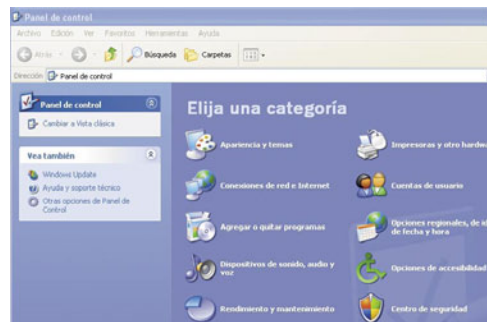 Panel de control
Archivo Edición Ver Favoritos Herramientas Ayuda
Atrás Búsqueda Carpetas
Dirección Panel de control
Panel de control
Cambiar a Vista clásica
Vea también
Windows Update
Ayuda y soporte técnico
Otras opciones de Panel de
Control
Elija una categoría
Apariencia y temas
Impresoras y otro hardw
Conexiones de red e Internet
Cuentas de usuario
Agregar o quitar programas
Opciones regionales, de id
de fecha y hora
Dispositivos de sonido, audio y
voz
Opciones de accesibilidad
Rendimiento y mantenimiento
Centro de seguridad